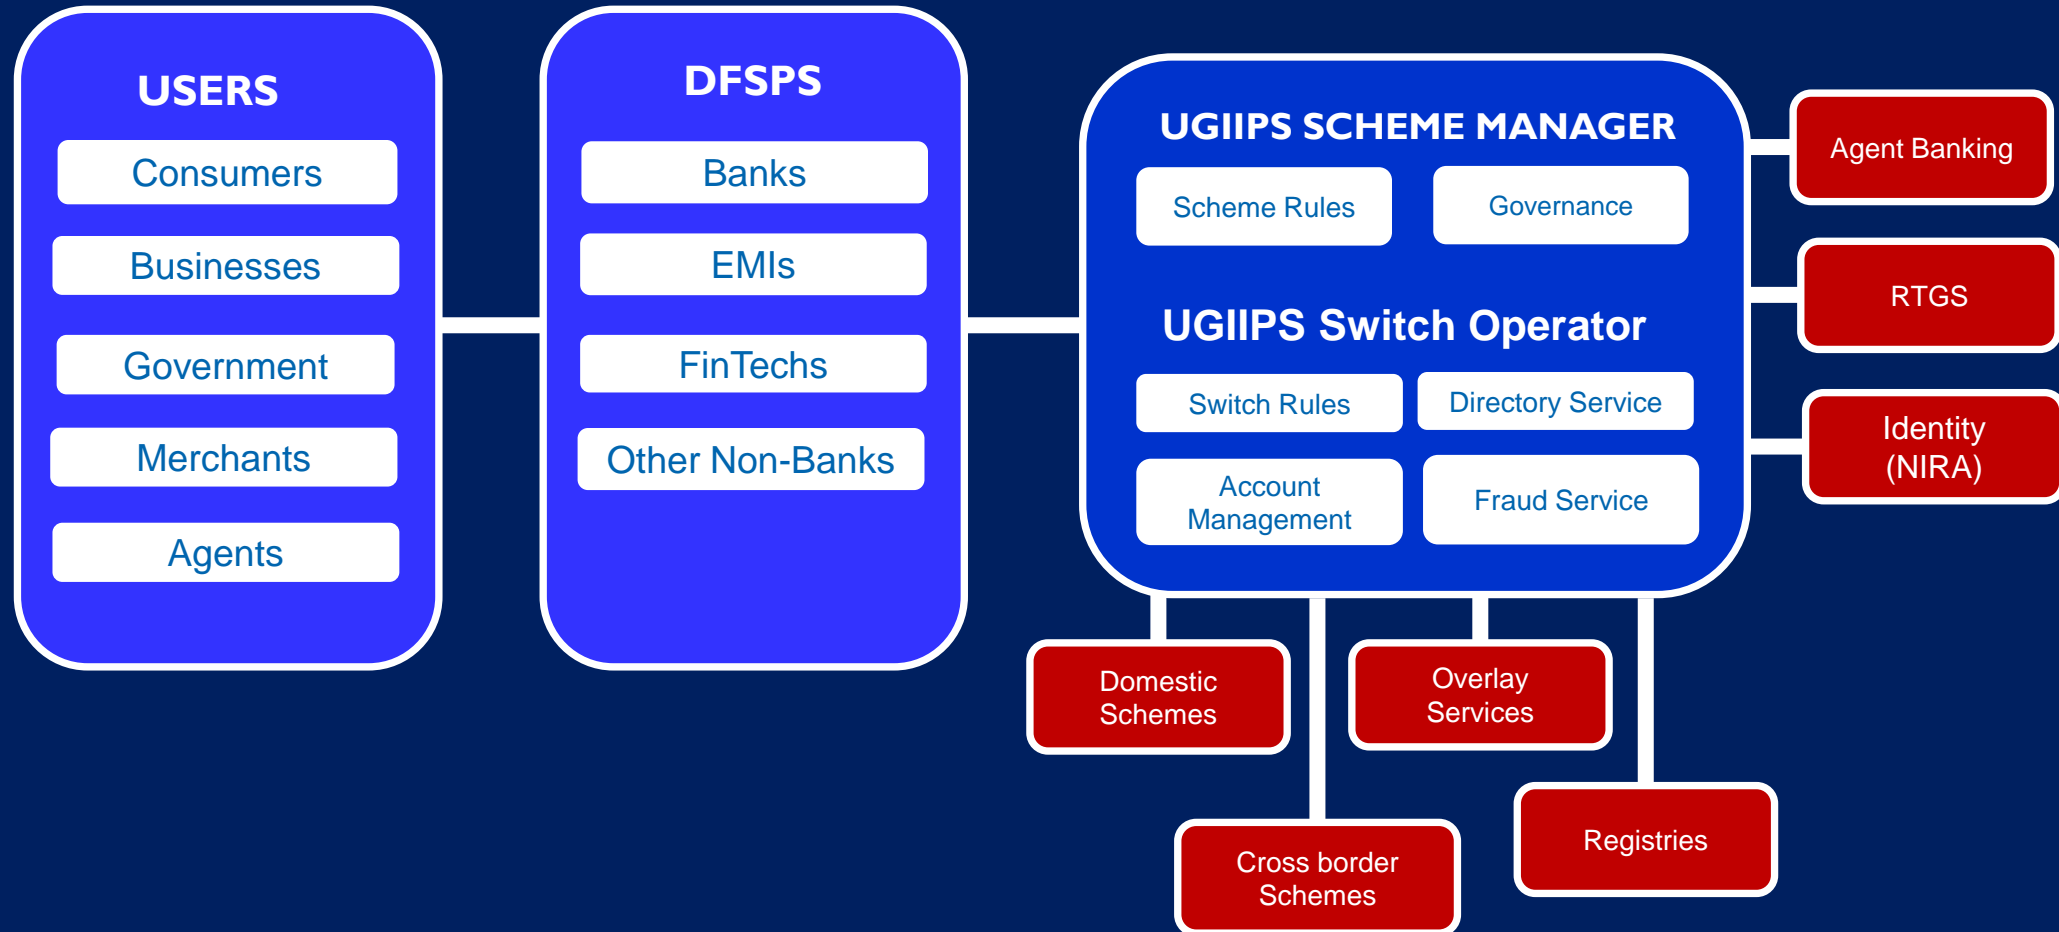 USERS
Consumers
Businesses
Government
Merchants
Agents
DFSPS
Banks
EMIs
FinTechs
Other Non-Banks
UGIIPS SCHEME MANAGER
Scheme Rules
Governance
UGIIPS Switch Operator
Switch Rules
Directory Service
Account
Management
Fraud Service
Agent Banking
RTGS
Identity
(NIRA)
Domestic
Schemes
Overlay
Services
Cross border
Schemes
Registries